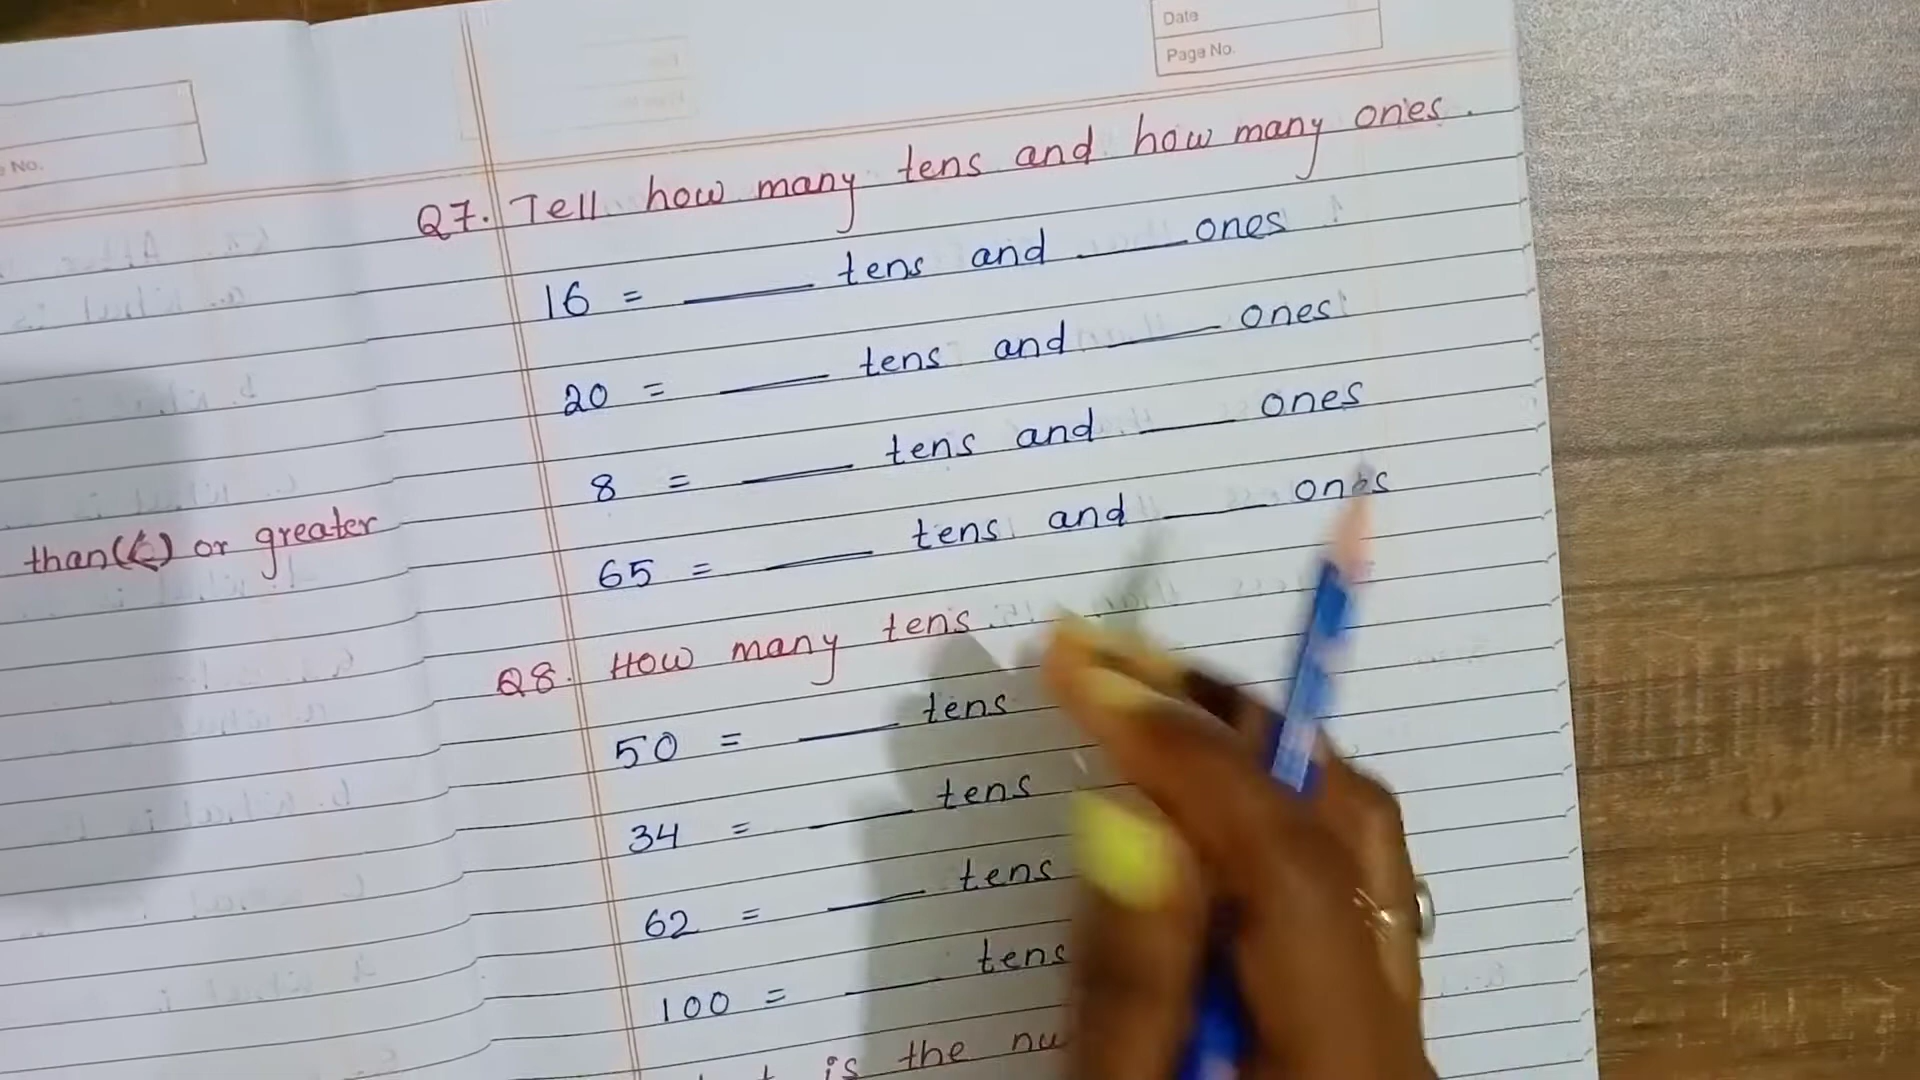 Date
Page No.
No.
than(<) or greater
Q7. Tell how many tens and how many ones.
16 = ____ tens and ____ ones
20 = ____ tens and ____ ones
8 = ____ tens and ____ ones
65 = ____ tens and ____ ones
Q8. How many tens.
50 = ____ tens
34 = ____ tens
62 = ____ tens
100 = ____ tens
is the